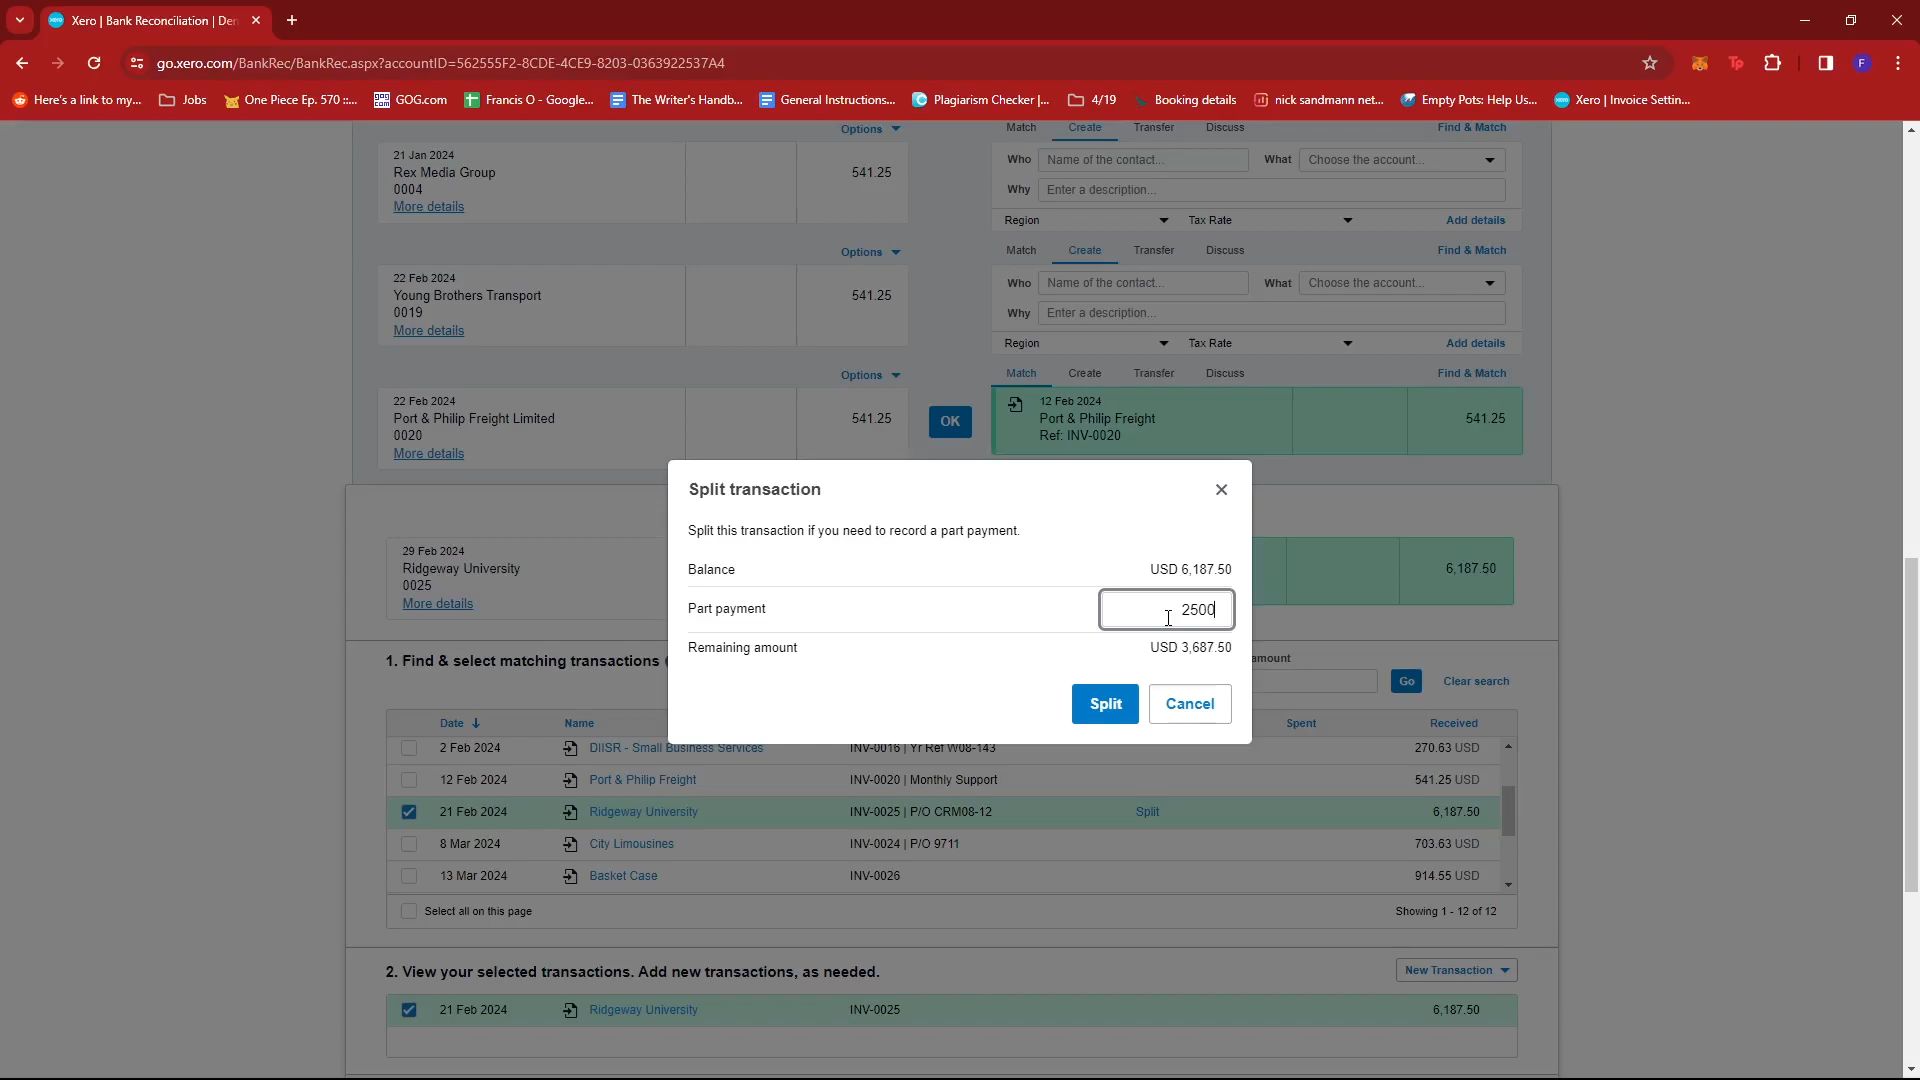 Xero | Bank Reconciliation | Den
go.xero.com/BankRec/BankRec.aspx?accountID=562555F2-8CDE-4CE9-8203-0363922537A4
Tp
F
Here's a link to my...
Jobs
One Piece Ep. 570 ::...
GOG.com
Francis O - Google...
The Writer's Handb...
General Instructions...
Plagiarism Checker |...
4/19
Booking details
nick sandmann net...
Empty Pots: Help Us...
Xero | Invoice Settin...
Options
Match Create Transfer Discuss Find & Match
21 Jan 2024
Rex Media Group
0004
More details
541.25
Who Name of the contact... What Choose the account...
Why Enter a description...
Region Tax Rate Add details
Options
Match Create Transfer Discuss Find & Match
22 Feb 2024
Young Brothers Transport
0019
More details
541.25
Who Name of the contact... What Choose the account...
Why Enter a description...
Region Tax Rate Add details
Options
Match Create Transfer Discuss Find & Match
22 Feb 2024
Port & Philip Freight Limited
0020
More details
541.25
OK
12 Feb 2024
Port & Philip Freight
Ref: INV-0020
541.25
Split transaction
Split this transaction if you need to record a part payment.
Balance USD 6,187.50
Part payment 2500
Remaining amount USD 3,687.50
Split Cancel
29 Feb 2024
Ridgeway University
0025
More details
6,187.50
1. Find & select matching transactions
amount
Go Clear search
Date Name Spent Received
2 Feb 2024 DIISR - Small Business Services INV-0016 | Yr Ref W08-143 270.63 USD
12 Feb 2024 Port & Philip Freight INV-0020 | Monthly Support 541.25 USD
21 Feb 2024 Ridgeway University INV-0025 | P/O CRM08-12 Split 6,187.50
8 Mar 2024 City Limousines INV-0024 | P/O 9711 703.63 USD
13 Mar 2024 Basket Case INV-0026 914.55 USD
Select all on this page Showing 1 - 12 of 12
2. View your selected transactions. Add new transactions, as needed.
New Transaction
21 Feb 2024 Ridgeway University INV-0025 6,187.50